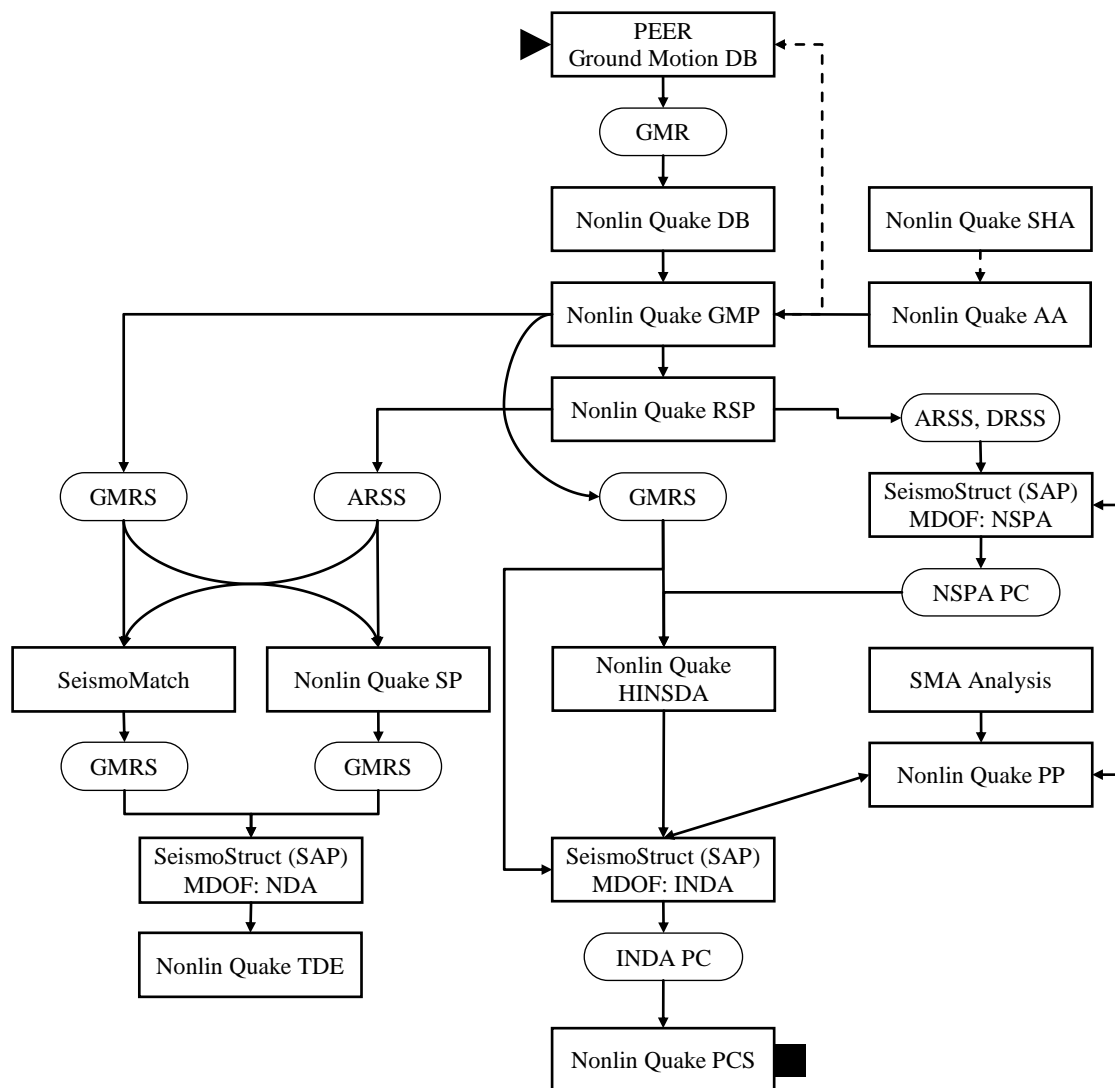 PEER
Ground Motion DB
GMR
Nonlin Quake DB
Nonlin Quake SHA
Nonlin Quake GMP
Nonlin Quake AA
Nonlin Quake RSP
ARSS, DRSS
GMRS
ARSS
GMRS
SeismoStruct (SAP)
MDOF: NSPA
NSPA PC
SeismoMatch
Nonlin Quake SP
Nonlin Quake
HINSDA
SMA Analysis
GMRS
GMRS
Nonlin Quake PP
SeismoStruct (SAP)
MDOF: NDA
SeismoStruct (SAP)
MDOF: INDA
Nonlin Quake TDE
INDA PC
Nonlin Quake PCS